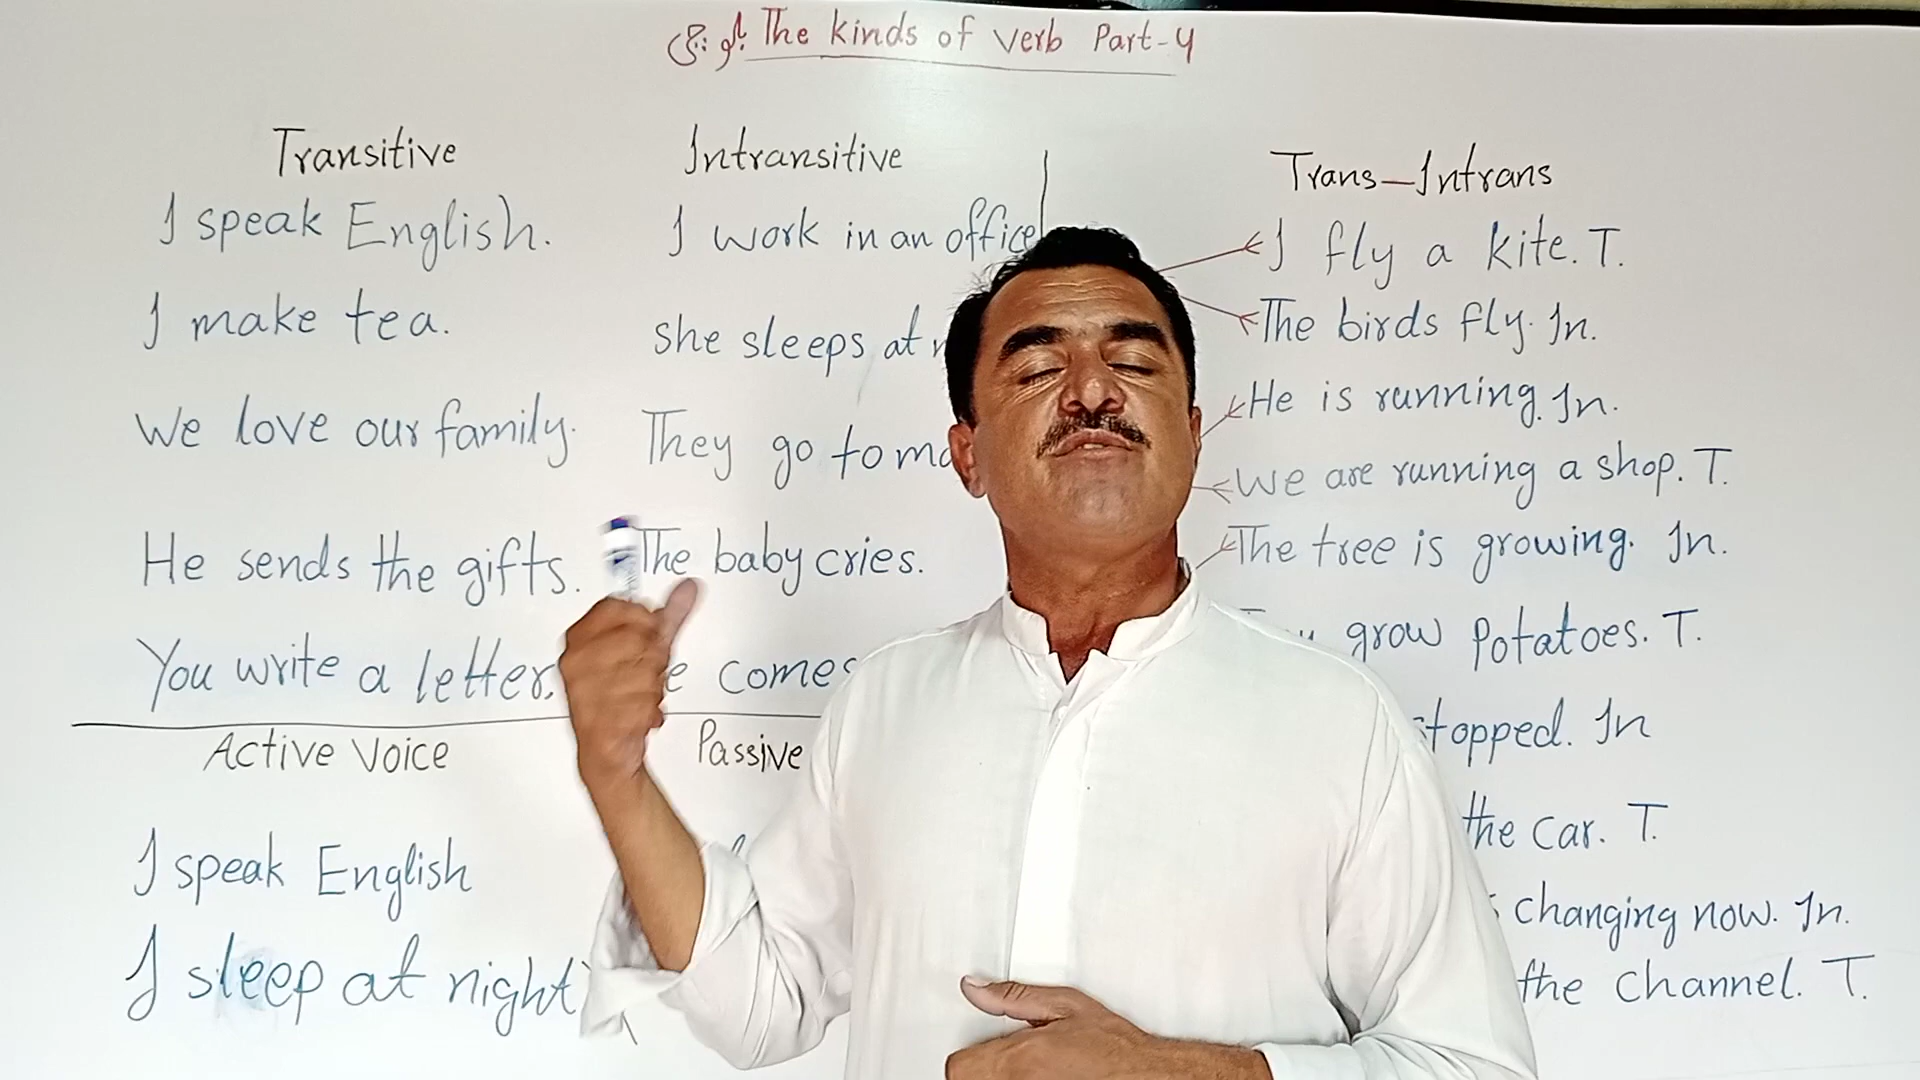 بلوچی The kinds of verb Part-4
Transitive
I speak English.
I make tea.
We love our family.
He sends the gifts.
You write a letter.
Intransitive
I work in an office
She sleeps at
They go to
The baby cries.
comes
Trans-Intrans
I fly a kite. T.
The birds fly. In.
He is running. In.
We are running a shop. T.
The tree is growing. In.
grow Potatoes. T.
stopped. In
the car. T.
changing now. In.
the channel. T.
Active Voice
I speak English
I sleep at night
Passive